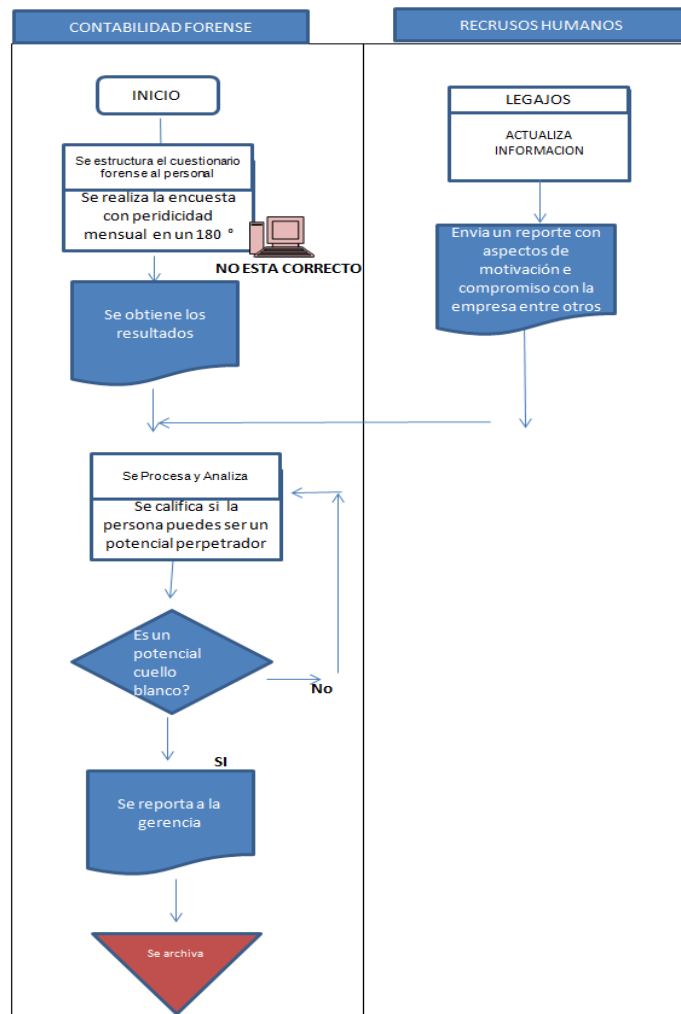 CONTABILIDAD FORENSE
RECRUSOS HUMANOS
INICIO
Se estructura el cuestionario
forense al personal
Se realiza la encuesta
con peridicidad
mensual en un 180 °
NO ESTA CORRECTO
Se obtiene los
resultados
LEGAJOS
ACTUALIZA
INFORMACION
Envia un reporte con
aspectos de
motivación e
compromiso con la
empresa entre otros
Se Procesa y Analiza
Se califica si la
persona puedes ser un
potencial perpetrador
Es un
potencial
cuello
blanco?
No
SI
Se reporta a la
gerencia
Se archiva